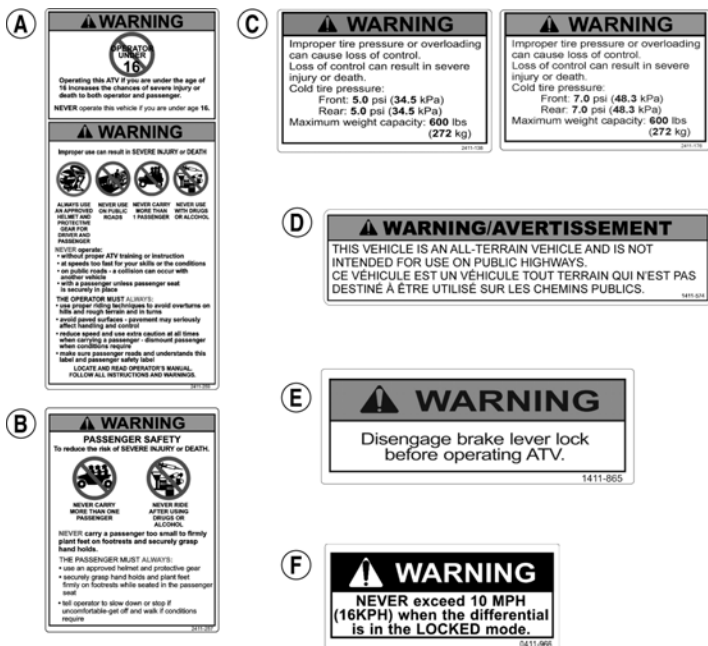 A
WARNING
OPERATOR
UNDER
16
Operating this ATV if you are under the age of
16 increases the chances of severe injury or
death to both operator and passenger.
NEVER operate this vehicle if you are under age 16.
WARNING
Improper use can result in SEVERE INJURY or DEATH
ALWAYS USE
AN APPROVED
HELMET AND
PROTECTIVE
GEAR FOR
DRIVER AND
PASSENGER
NEVER USE
ON PUBLIC
ROADS
NEVER CARRY
MORE THAN
1 PASSENGER
NEVER USE
WITH DRUGS
OR ALCOHOL
NEVER operate:
• without proper ATV training or instruction
• at speeds too fast for your skills or the conditions
• on public roads - a collision can occur with
another vehicle
• with a passenger unless passenger seat
is securely in place
THE OPERATOR MUST ALWAYS:
• use proper riding techniques to avoid overturns on
hills and rough terrain and in turns
• avoid paved surfaces - pavement may seriously
affect handling and control
• reduce speed and use extra caution at all times
when carrying a passenger - dismount passenger
when conditions require
• make sure passenger reads and understands this
label and passenger safety label
LOCATE AND READ OPERATOR'S MANUAL.
FOLLOW ALL INSTRUCTIONS AND WARNINGS.
B
WARNING
PASSENGER SAFETY
To reduce the risk of SEVERE INJURY or DEATH.
NEVER CARRY
MORE THAN ONE
PASSENGER
NEVER RIDE
AFTER USING
DRUGS OR
ALCOHOL
NEVER carry a passenger too small to firmly
plant feet on footrests and securely grasp
hand holds.
THE PASSENGER MUST ALWAYS:
• use an approved helmet and protective gear
• securely grasp hand holds and plant feet
firmly on footrests while seated in the passenger
seat
• tell operator to slow down or stop if
uncomfortable-get off and walk if conditions
require
C
WARNING
Improper tire pressure or overloading
can cause loss of control.
Loss of control can result in severe
injury or death.
Cold tire pressure:
Front: 5.0 psi (34.5 kPa)
Rear: 5.0 psi (34.5 kPa)
Maximum weight capacity: 600 lbs
(272 kg)
WARNING
Improper tire pressure or overloading
can cause loss of control.
Loss of control can result in severe
injury or death.
Cold tire pressure:
Front: 7.0 psi (48.3 kPa)
Rear: 7.0 psi (48.3 kPa)
Maximum weight capacity: 600 lbs
(272 kg)
D
WARNING/AVERTISSEMENT
THIS VEHICLE IS AN ALL-TERRAIN VEHICLE AND IS NOT
INTENDED FOR USE ON PUBLIC HIGHWAYS.
CE VÉHICULE EST UN VÉHICULE TOUT TERRAIN QUI N'EST PAS
DESTINÉ À ÊTRE UTILISÉ SUR LES CHEMINS PUBLICS.
E
WARNING
Disengage brake lever lock
before operating ATV.
1411-865
F
WARNING
NEVER exceed 10 MPH
(16KPH) when the differential
is in the LOCKED mode.
0411-966